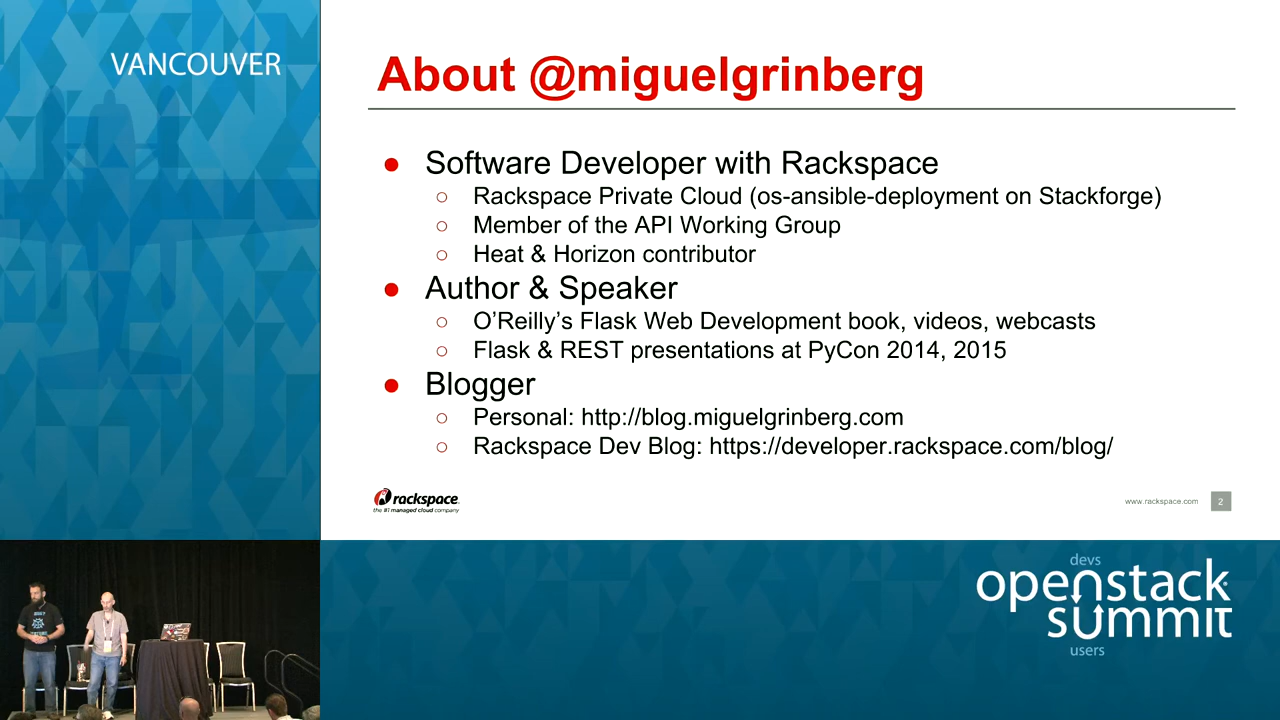 VANCOUVER
About @miguelgrinberg
● Software Developer with Rackspace
○ Rackspace Private Cloud (os-ansible-deployment on Stackforge)
○ Member of the API Working Group
○ Heat & Horizon contributor
● Author & Speaker
○ O’Reilly’s Flask Web Development book, videos, webcasts
○ Flask & REST presentations at PyCon 2014, 2015
● Blogger
○ Personal: http://blog.miguelgrinberg.com
○ Rackspace Dev Blog: https://developer.rackspace.com/blog/
rackspace
the #1 managed cloud company
www.rackspace.com 2
devs
openstack
summit
users